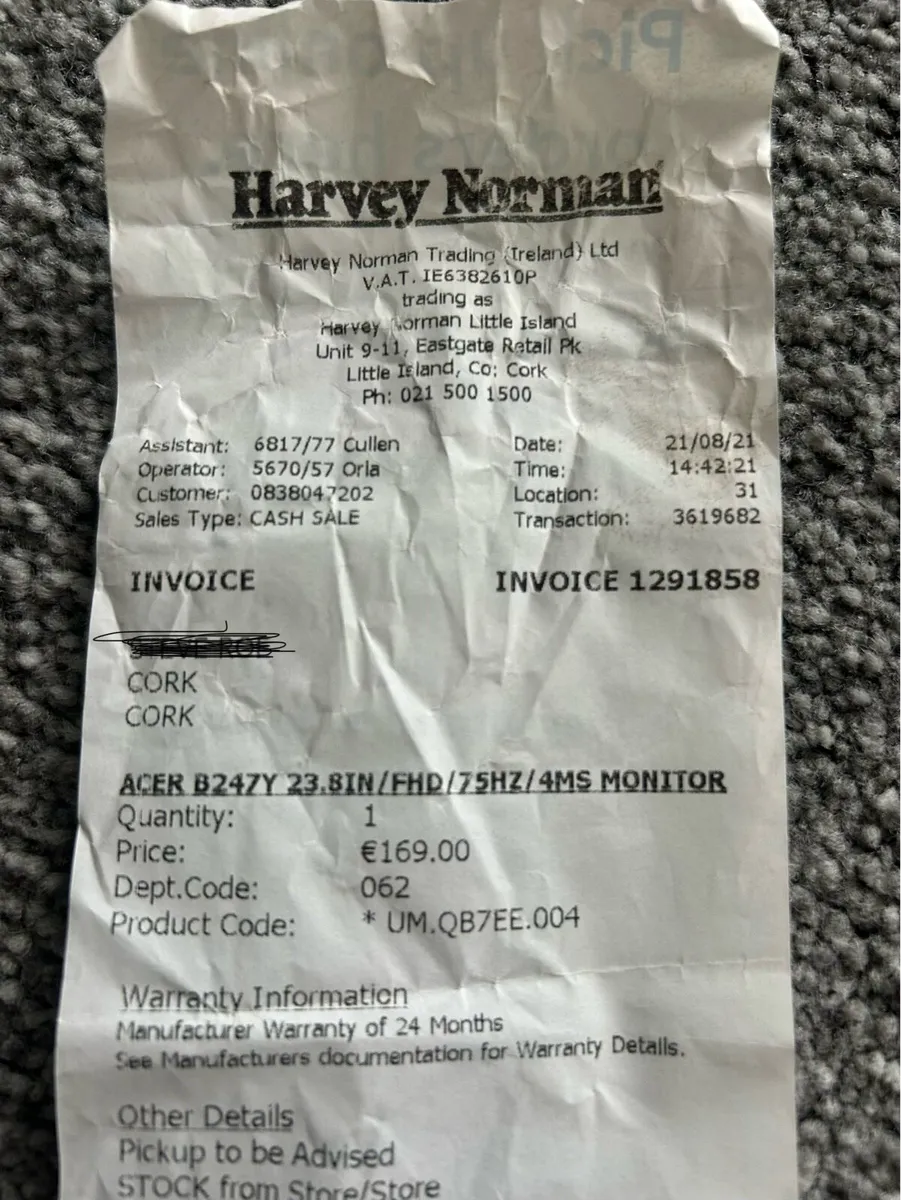 Harvey Norman
Harvey Norman Trading (Ireland) Ltd
V.A.T. IE6382610P
trading as
Harvey Norman Little Island
Unit 9-11, Eastgate Retail Pk
Little Island, Co: Cork
Ph: 021 500 1500
Assistant: 6817/77 Cullen Date: 21/08/21
Operator: 5670/57 Orla Time: 14:42:21
Customer: 0838047202 Location: 31
Sales Type: CASH SALE Transaction: 3619682
INVOICE INVOICE 1291858
CORK
CORK
ACER B247Y 23.8IN/FHD/75HZ/4MS MONITOR
Quantity: 1
Price: €169.00
Dept.Code: 062
Product Code: * UM.QB7EE.004
Warranty Information
Manufacturer Warranty of 24 Months
See Manufacturers documentation for Warranty Details.
Other Details
Pickup to be Advised
STOCK from Store/Store